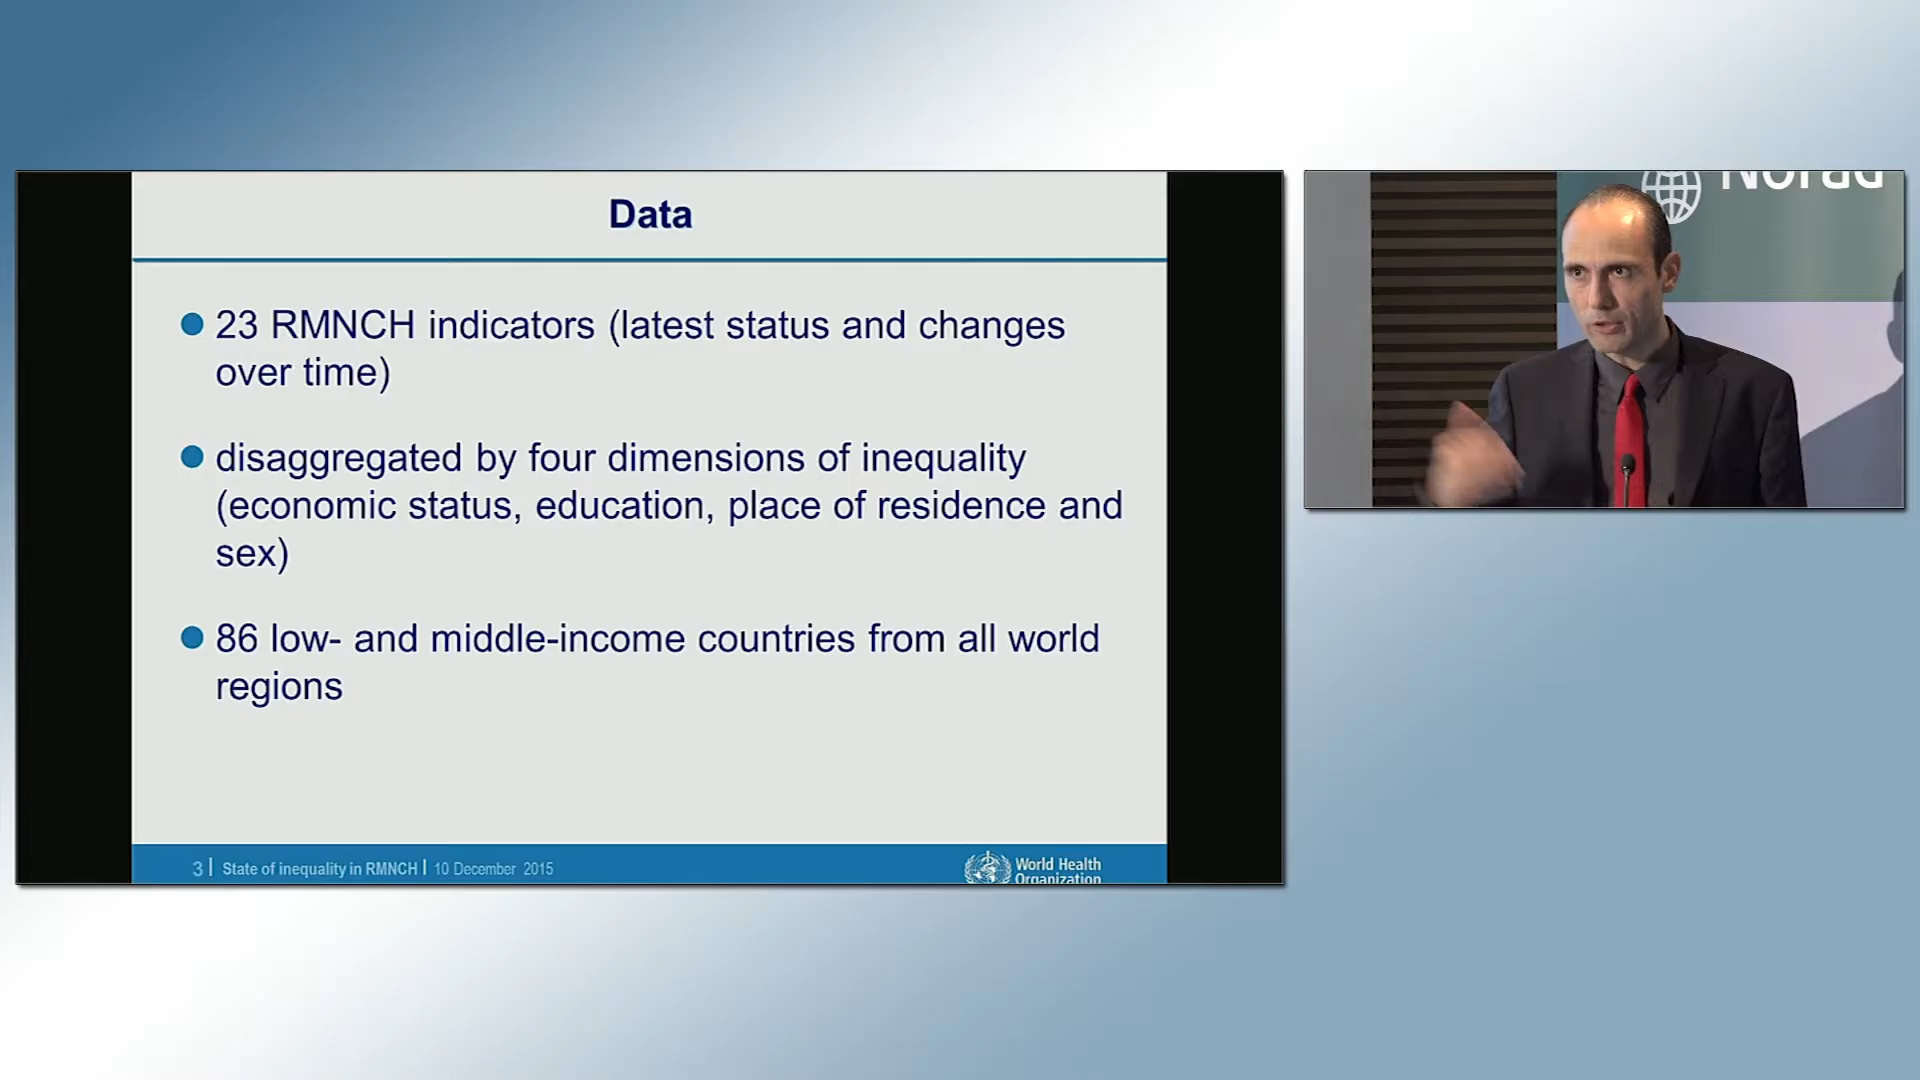 Data
23 RMNCH indicators (latest status and changes
over time)
disaggregated by four dimensions of inequality
(economic status, education, place of residence and
sex)
86 low- and middle-income countries from all world
regions
3 | State of inequality in RMNCH | 10 December 2015
World Health
Organization
Norad